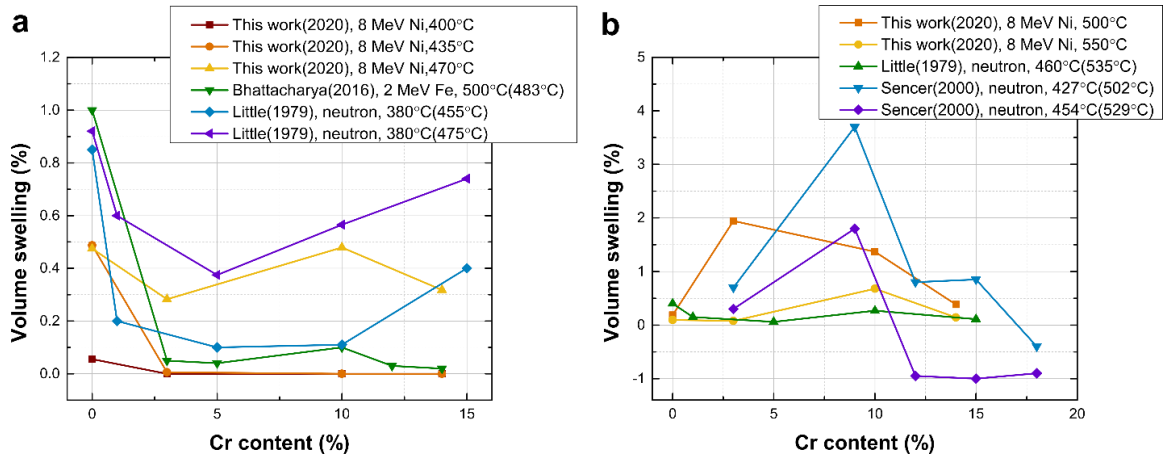 a
This work(2020), 8 MeV Ni,400°C
This work(2020), 8 MeV Ni,435°C
This work(2020), 8 MeV Ni,470°C
Bhattacharya(2016), 2 MeV Fe, 500°C(483°C)
Little(1979), neutron, 380°C(455°C)
Little(1979), neutron, 380°C(475°C)
1.2
1.0
0.8
0.6
0.4
0.2
0.0
Volume swelling (%)
0 5 10 15
Cr content (%)
b
This work(2020), 8 MeV Ni, 500°C
This work(2020), 8 MeV Ni, 550°C
Little(1979), neutron, 460°C(535°C)
Sencer(2000), neutron, 427°C(502°C)
Sencer(2000), neutron, 454°C(529°C)
5
4
3
2
1
0
-1
Volume swelling (%)
0 5 10 15 20
Cr content (%)